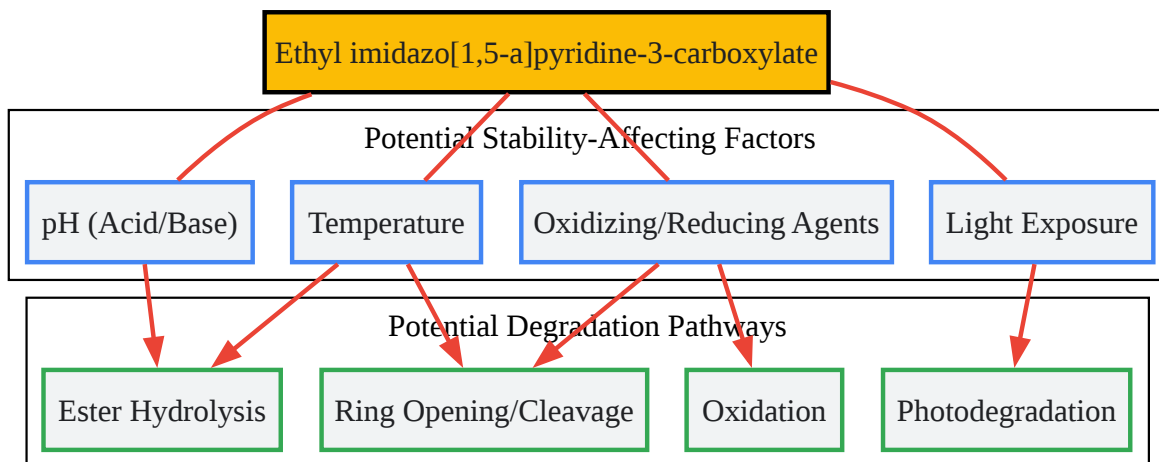 Ethyl imidazo[1,5-a]pyridine-3-carboxylate
Potential Stability-Affecting Factors
pH (Acid/Base)
Temperature
Oxidizing/Reducing Agents
Light Exposure
Potential Degradation Pathways
Ester Hydrolysis
Ring Opening/Cleavage
Oxidation
Photodegradation